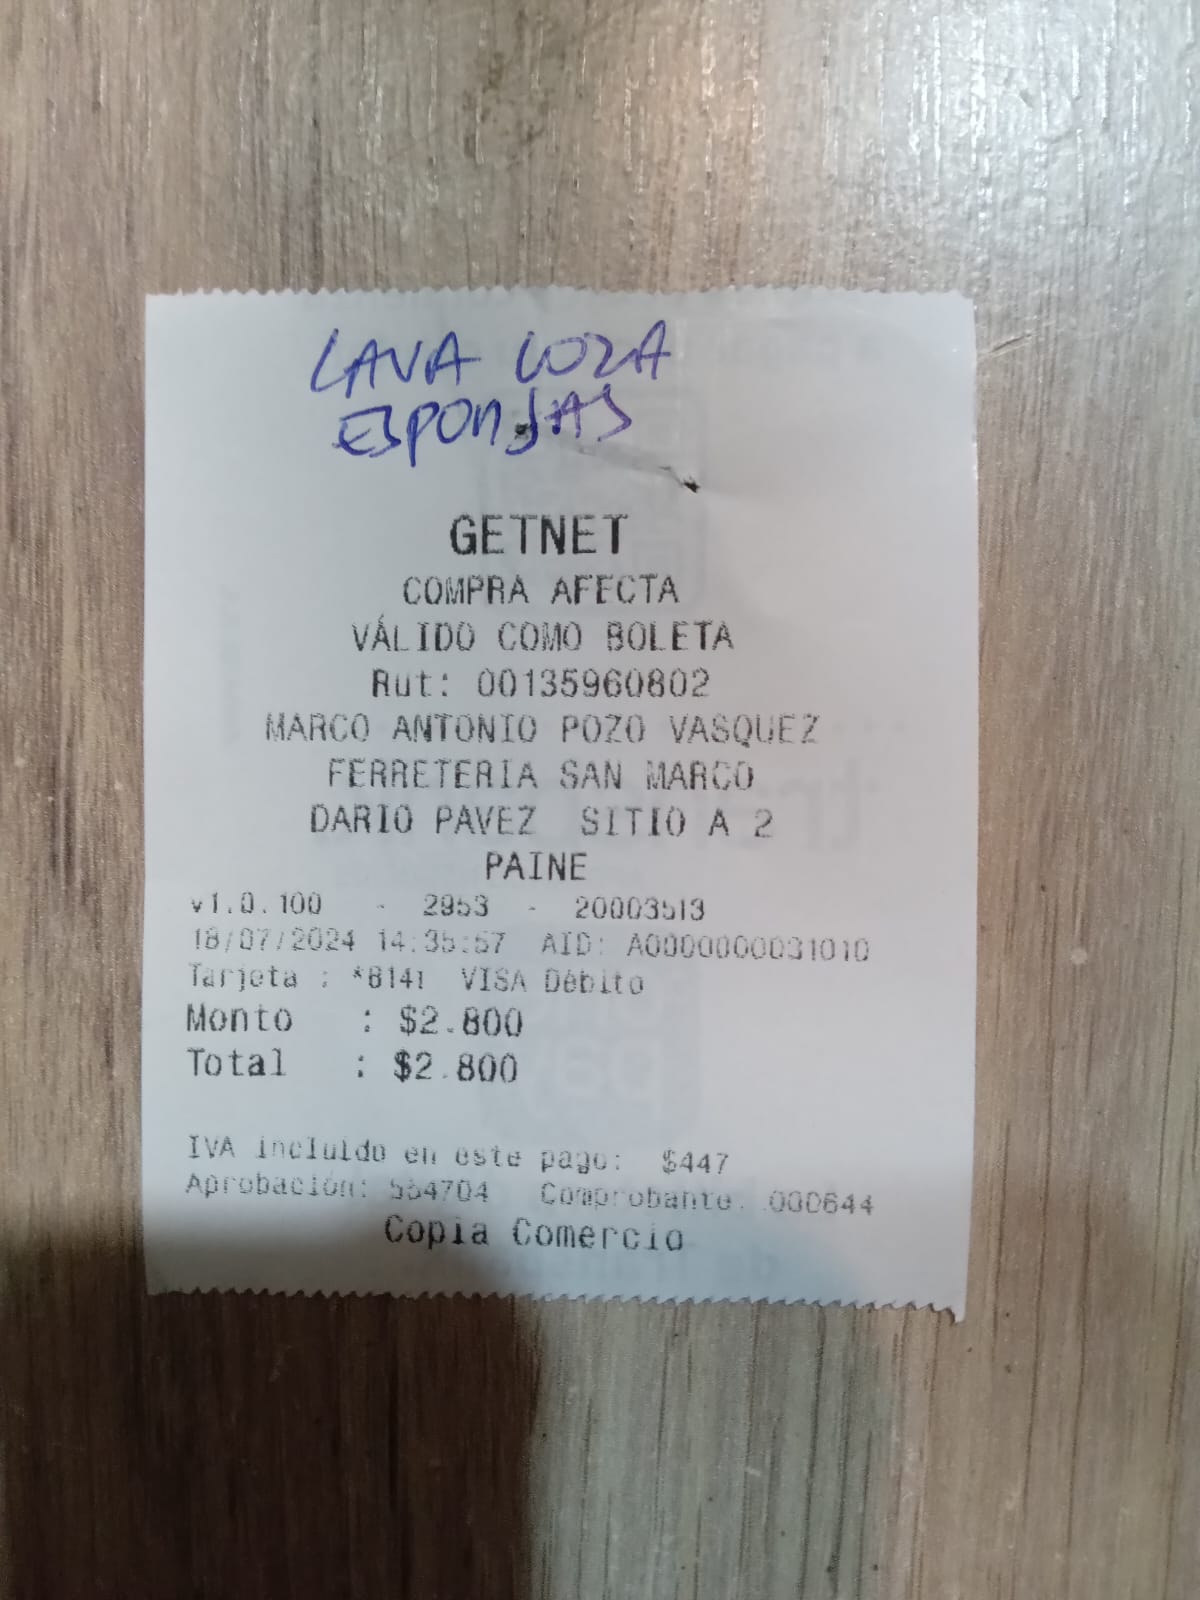 LAVA LOZA
ESPONJAS
GETNET
COMPRA AFECTA
VÁLIDO COMO BOLETA
Rut: 00135960802
MARCO ANTONIO POZO VASQUEZ
FERRETERIA SAN MARCO
DARIO PAVEZ SITIO A 2
PAINE
v1.0.100 - 2953 - 20003513
18/07/2024 14:35:57 AID: A0000000031010
Tarjeta : *8141 VISA Débito
Monto : $2.800
Total : $2.800
IVA incluido en este pago: $447
Aprobación: 554704 Comprobante. 000644
Copia Comercio